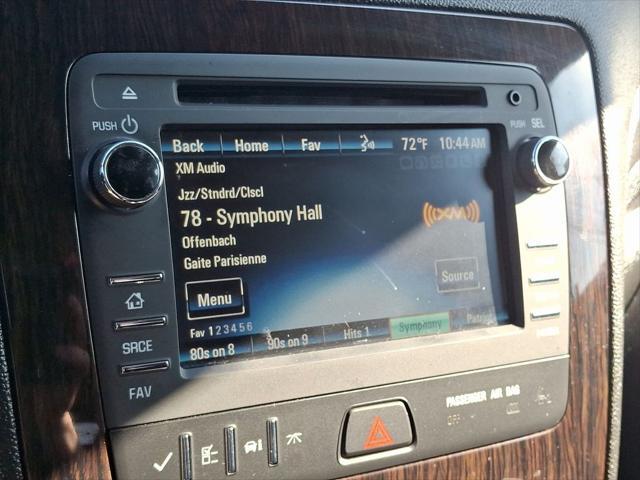 PUSH
PUSH SEL
Back Home Fav 72°F 10:44 AM
XM Audio
Jzz/Stndrd/Clscl
78 - Symphony Hall
((XM))
Offenbach
Gaite Parisienne
Menu
Source
Fav 1 2 3 4 5 6
80s on 8 90s on 9 Hits 1 Symphony
SRCE
FAV
PASSENGER AIR BAG
OFF